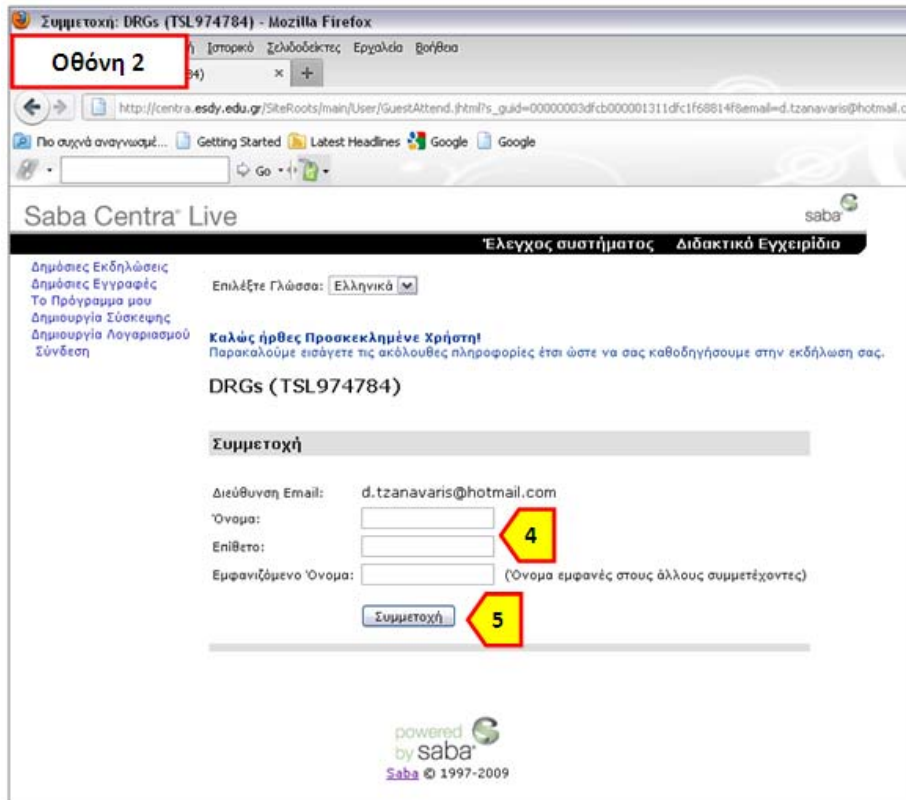 Συμμετοχή: DRGs (TSL974784) - Mozilla Firefox
Οθόνη 2
Ιστορικό Σελιδοδείκτες Εργαλεία Βοήθεια
http://centra.esdy.edu.gr/SiteRoots/main/User/GuestAttend.jhtml?s_guid=00000003dfcb000001311dfc1f68814f&email=d.tzanavaris@hotmail.c
Πιο συχνά αναγνωσμέ... Getting Started Latest Headlines Google Google
Go
Saba Centra Live saba
Έλεγχος συστήματος Διδακτικό Εγχειρίδιο
Δημόσιες Εκδηλώσεις
Δημόσιες Εγγραφές
Το Πρόγραμμα μου
Δημιουργία Σύσκεψης
Δημιουργία Λογαριασμού
Σύνδεση
Επιλέξτε Γλώσσα: Ελληνικά
Καλώς ήρθες Προσκεκλημένε Χρήστη!
Παρακαλούμε εισάγετε τις ακόλουθες πληροφορίες έτσι ώστε να σας καθοδηγήσουμε στην εκδήλωση σας.
DRGs (TSL974784)
Συμμετοχή
Διεύθυνση Email: d.tzanavaris@hotmail.com
Όνομα:
4
Επίθετο:
Εμφανιζόμενο Όνομα: (Όνομα εμφανές στους άλλους συμμετέχοντες)
Συμμετοχή 5
powered
by saba
Saba © 1997-2009